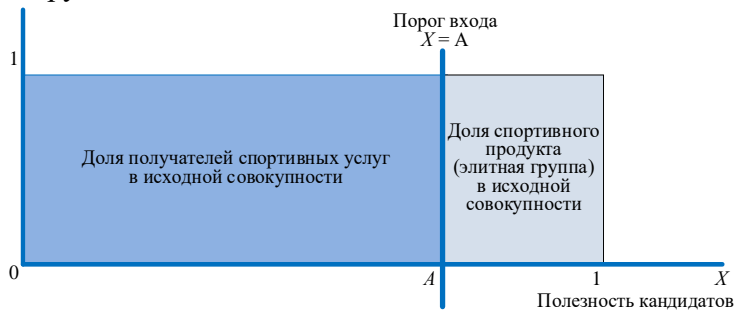 Порог входа
X = А
1
Доля получателей спортивных услуг
в исходной совокупности
Доля спортивного
продукта
(элитная группа)
в исходной
совокупности
0
A
1
X
Полезность кандидатов